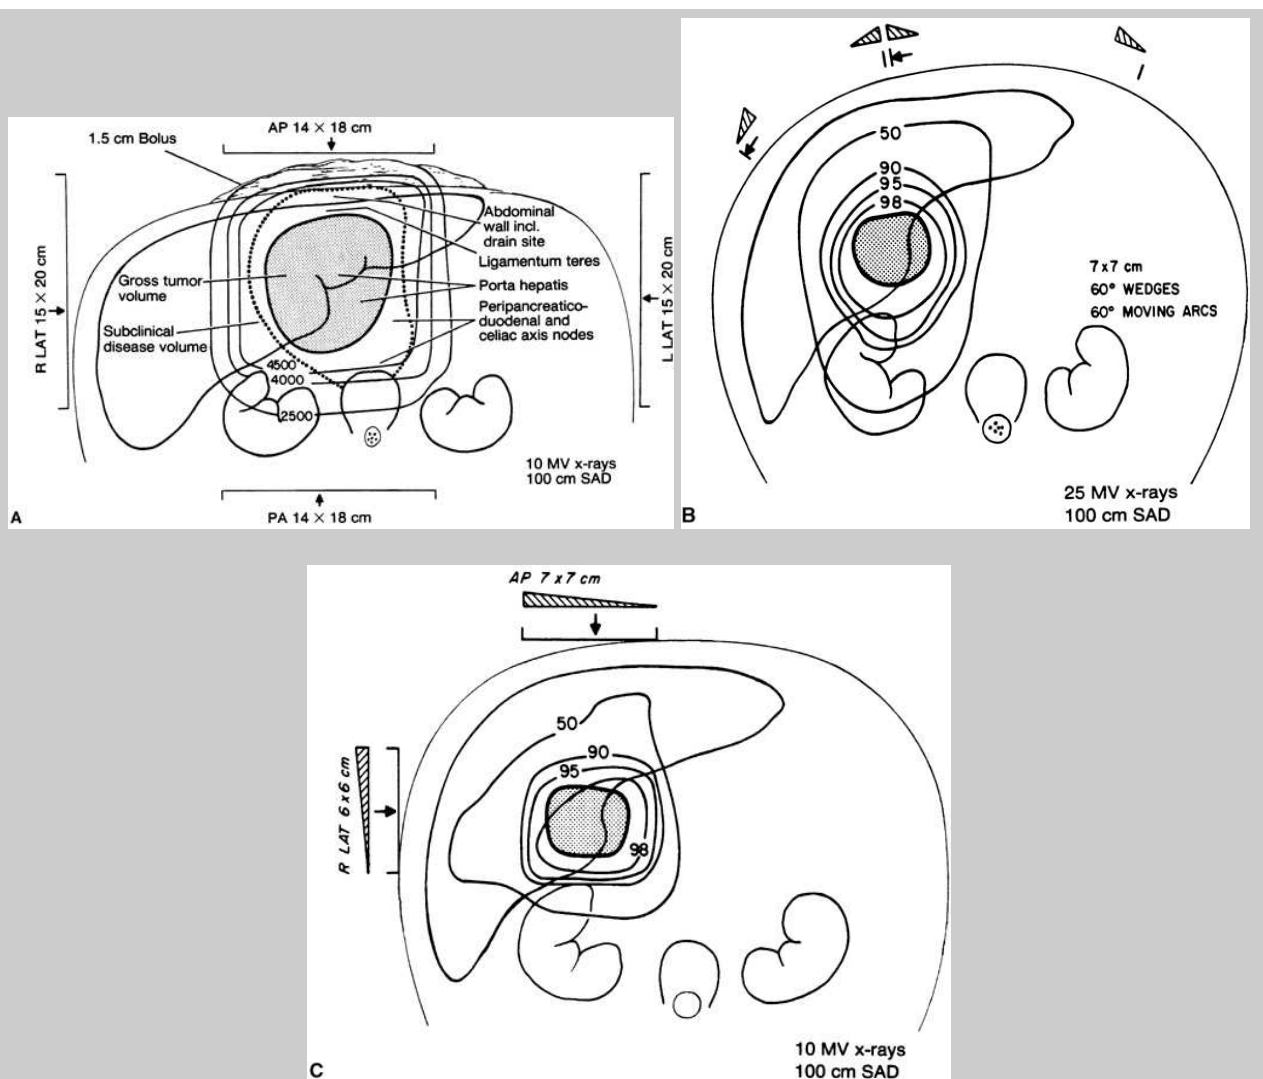 AP 14 × 18 cm
1.5 cm Bolus
R LAT 15 × 20 cm
L LAT 15 × 20 cm
Abdominal
wall incl.
drain site
Ligamentum teres
Gross tumor
volume
Porta hepatis
Peripancreatico-
duodenal and
celiac axis nodes
Subclinical
disease volume
4500
4000
2500
10 MV x-rays
100 cm SAD
PA 14 × 18 cm
A
50
90
95
98
7 x 7 cm
60° WEDGES
60° MOVING ARCS
25 MV x-rays
100 cm SAD
B
AP 7 x 7 cm
R LAT 6 x 6 cm
50
90
95
98
10 MV x-rays
100 cm SAD
C